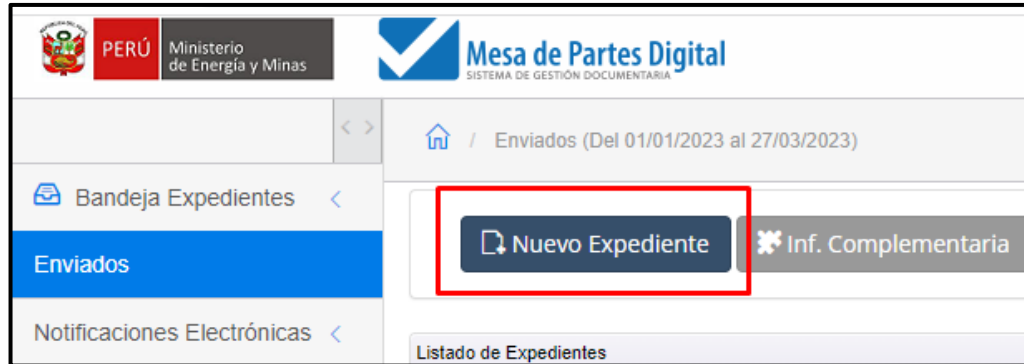 PERÚ
Ministerio
de Energía y Minas
Mesa de Partes Digital
SISTEMA DE GESTIÓN DOCUMENTARIA
< >
/ Enviados (Del 01/01/2023 al 27/03/2023)
Bandeja Expedientes <
Nuevo Expediente
Inf. Complementaria
Enviados
Notificaciones Electrónicas <
Listado de Expedientes